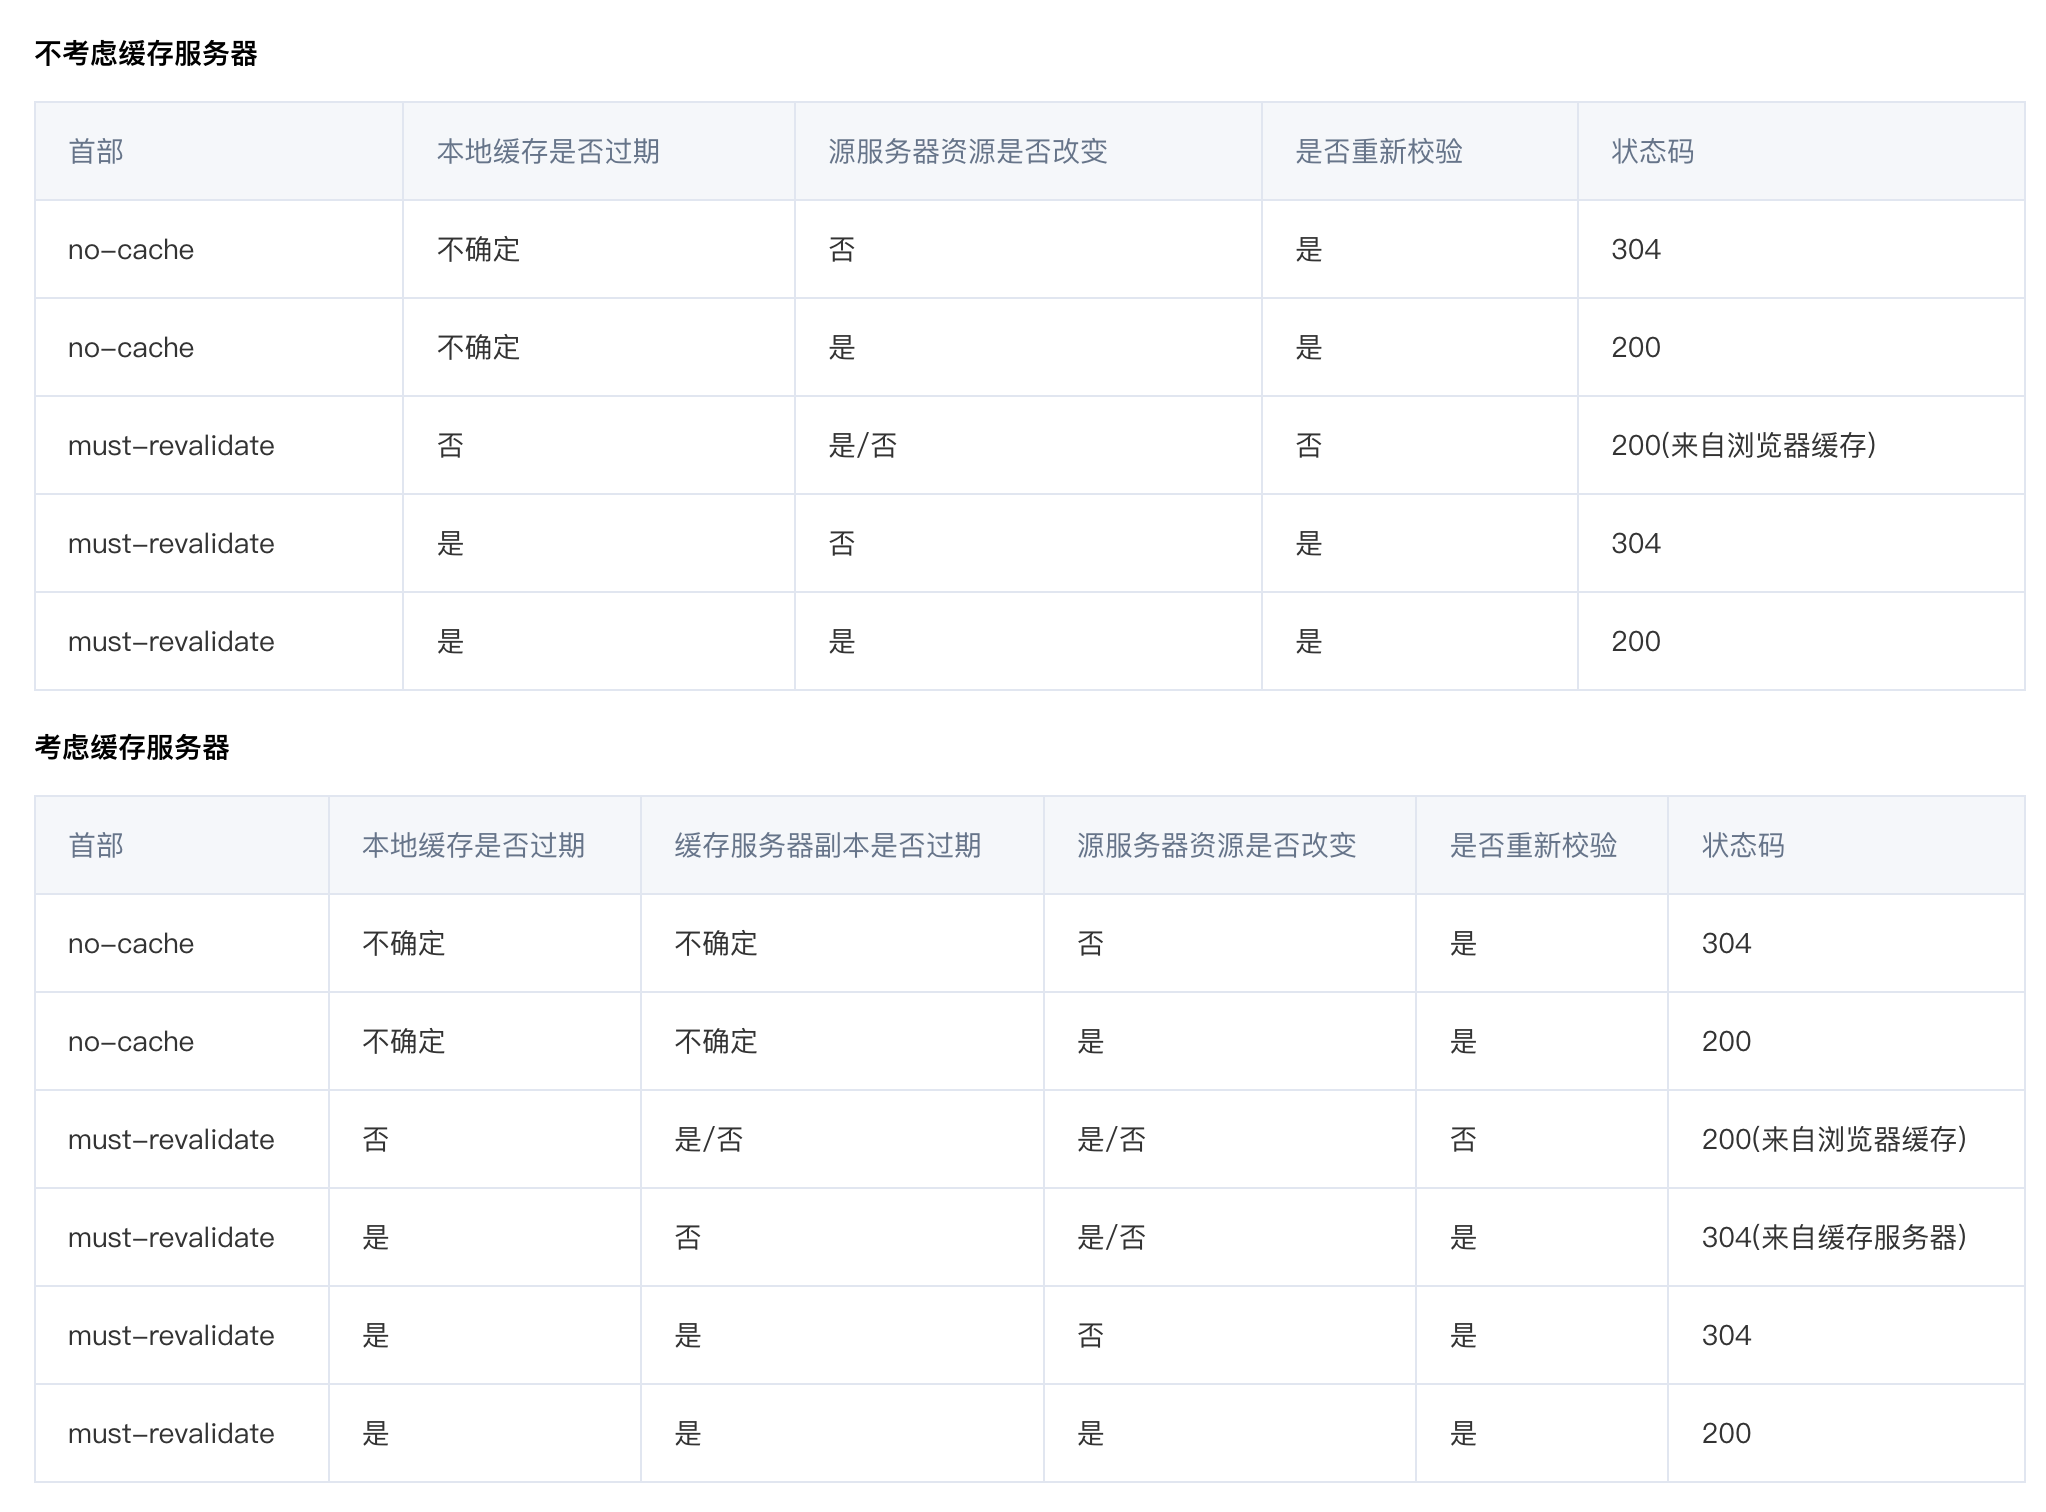 不考虑缓存服务器
首部 本地缓存是否过期 源服务器资源是否改变 是否重新校验 状态码
no-cache 不确定 否 是 304
no-cache 不确定 是 是 200
must-revalidate 否 是/否 否 200(来自浏览器缓存)
must-revalidate 是 否 是 304
must-revalidate 是 是 是 200
考虑缓存服务器
首部 本地缓存是否过期 缓存服务器副本是否过期 源服务器资源是否改变 是否重新校验 状态码
no-cache 不确定 不确定 否 是 304
no-cache 不确定 不确定 是 是 200
must-revalidate 否 是/否 是/否 否 200(来自浏览器缓存)
must-revalidate 是 否 是/否 是 304(来自缓存服务器)
must-revalidate 是 是 否 是 304
must-revalidate 是 是 是 是 200